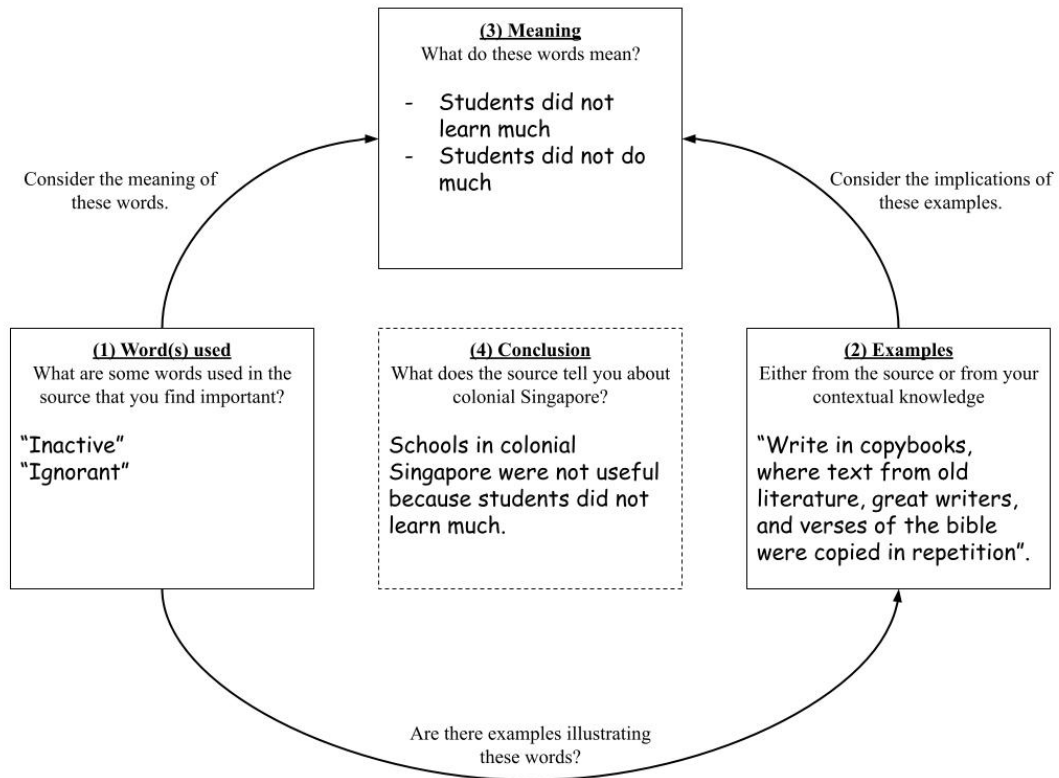 (3) Meaning
What do these words mean?
- Students did not
learn much
- Students did not do
much
Consider the meaning of
these words.
Consider the implications of
these examples.
(1) Word(s) used
What are some words used in the
source that you find important?
“Inactive”
“Ignorant”
(4) Conclusion
What does the source tell you about
colonial Singapore?
Schools in colonial
Singapore were not useful
because students did not
learn much.
(2) Examples
Either from the source or from your
contextual knowledge
“Write in copybooks,
where text from old
literature, great writers,
and verses of the bible
were copied in repetition”.
Are there examples illustrating
these words?